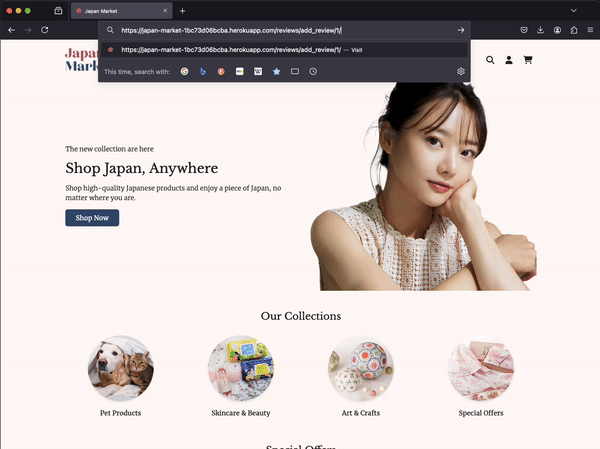 Japan Market
https://japan-market-1bc73d06bcba.herokuapp.com/reviews/add_review/1/
https://japan-market-1bc73d06bcba.herokuapp.com/reviews/add_review/1/ — Visit
This time, search with:
The new collection are here
Shop Japan, Anywhere
Shop high-quality Japanese products and enjoy a piece of Japan, no
matter where you are.
Shop Now
Our Collections
Pet Products
Skincare & Beauty
Art & Crafts
Special Offers
Special Offers